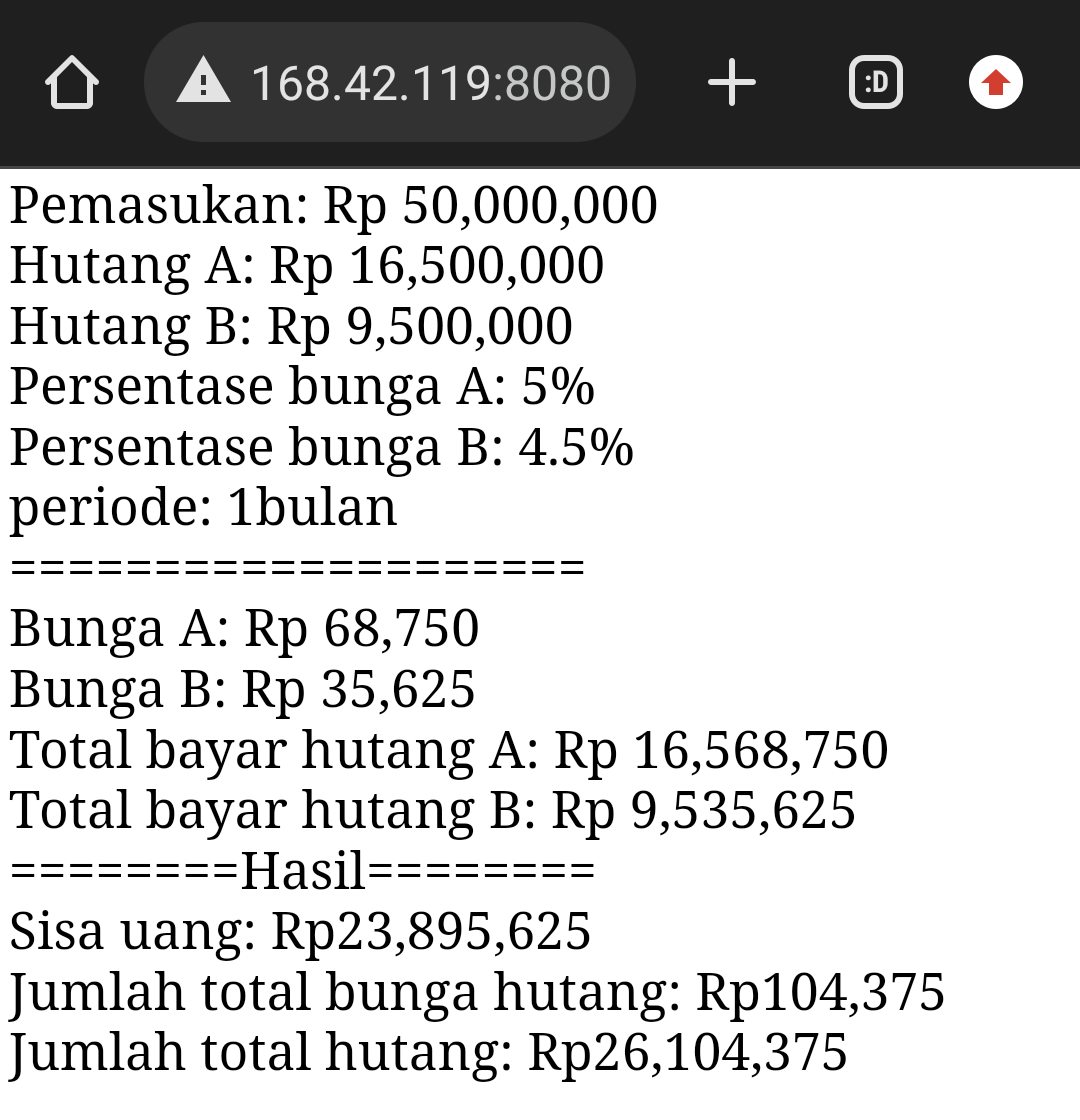 168.42.119:8080
:D
Pemasukan: Rp 50,000,000
Hutang A: Rp 16,500,000
Hutang B: Rp 9,500,000
Persentase bunga A: 5%
Persentase bunga B: 4.5%
periode: 1bulan
====================
Bunga A: Rp 68,750
Bunga B: Rp 35,625
Total bayar hutang A: Rp 16,568,750
Total bayar hutang B: Rp 9,535,625
========Hasil========
Sisa uang: Rp23,895,625
Jumlah total bunga hutang: Rp104,375
Jumlah total hutang: Rp26,104,375